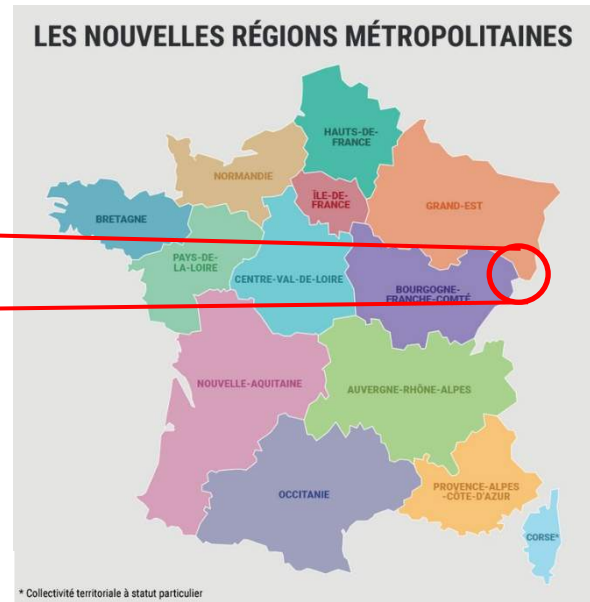 LES NOUVELLES RÉGIONS MÉTROPOLITAINES
HAUTS-DE-
FRANCE
NORMANDIE
ÎLE-DE-
FRANCE
GRAND-EST
BRETAGNE
PAYS-DE-
LA-LOIRE
CENTRE-VAL-DE-LOIRE
BOURGOGNE-
FRANCHE-COMTÉ
NOUVELLE-AQUITAINE
AUVERGNE-RHÔNE-ALPES
OCCITANIE
PROVENCE-ALPES
-CÔTE-D'AZUR
CORSE*
* Collectivité territoriale à statut particulier